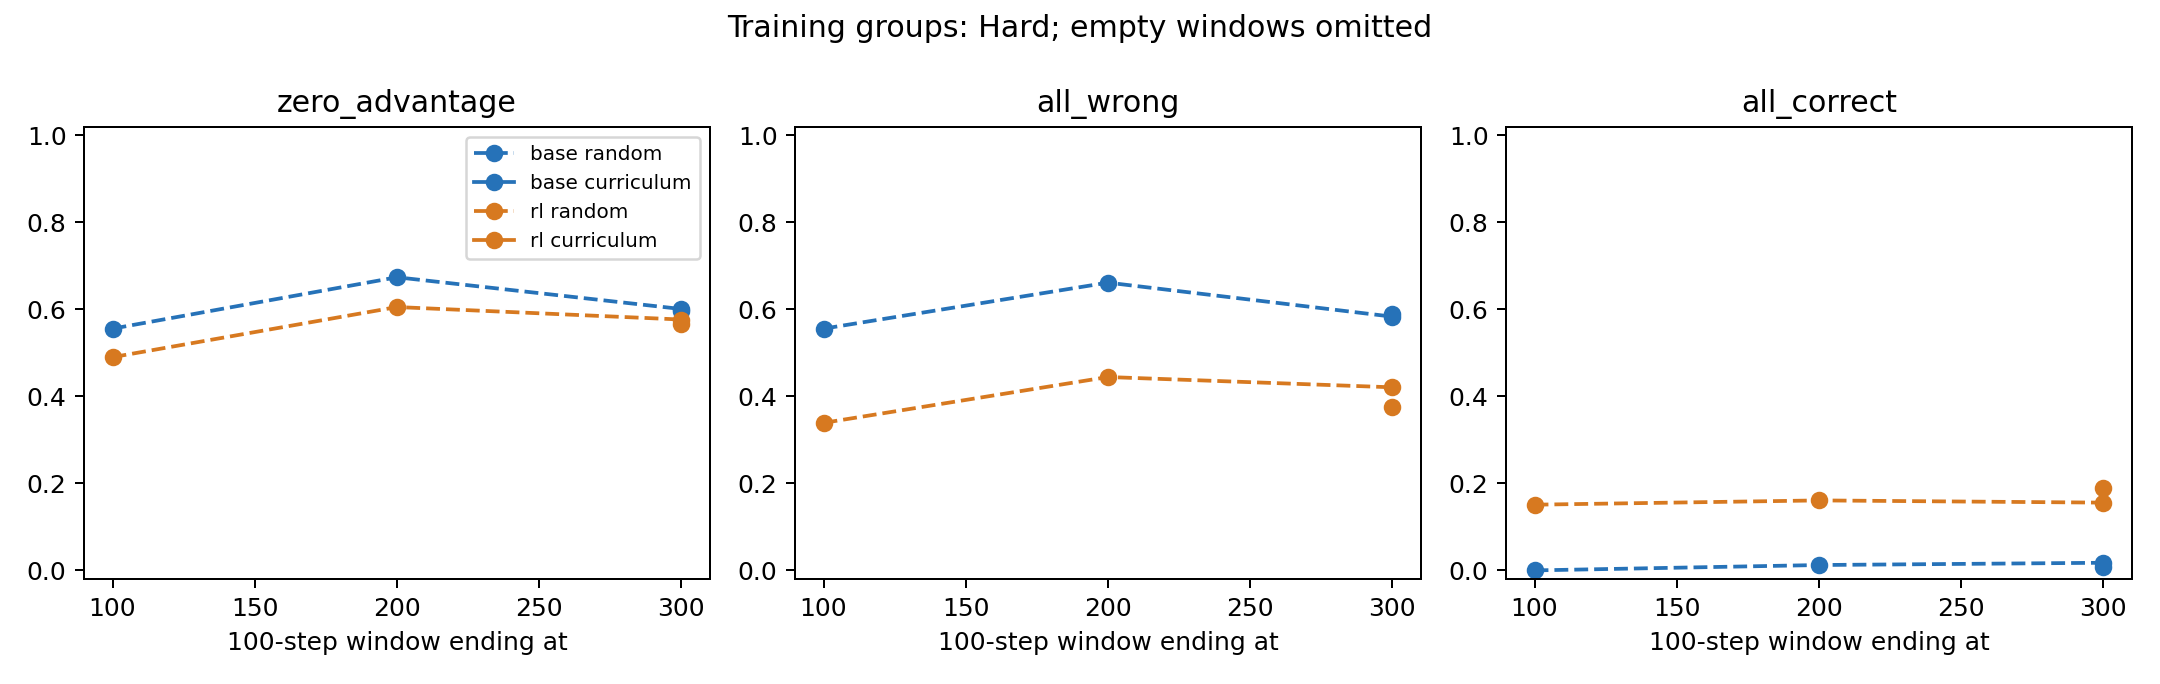 Training groups: Hard; empty windows omitted
zero_advantage
1.0
0.8
0.6
0.4
0.2
0.0
base random
base curriculum
rl random
rl curriculum
100 150 200 250 300
100-step window ending at
all_wrong
1.0
0.8
0.6
0.4
0.2
0.0
100 150 200 250 300
100-step window ending at
all_correct
1.0
0.8
0.6
0.4
0.2
0.0
100 150 200 250 300
100-step window ending at